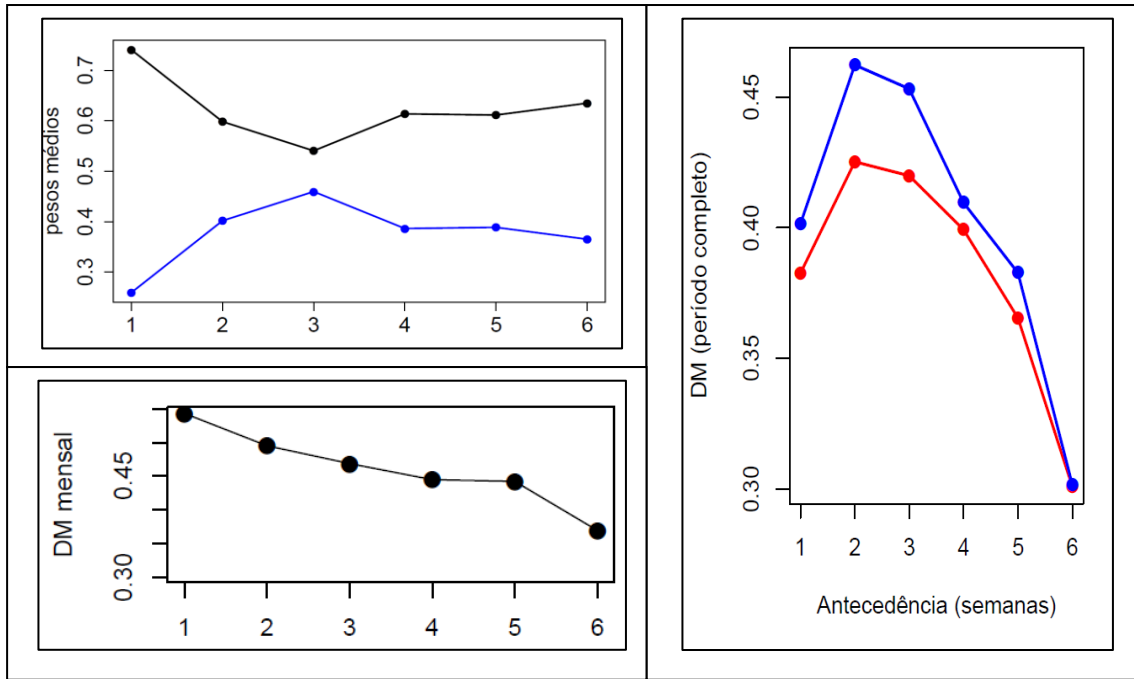 pesos médios
0.7
0.6
0.5
0.4
0.3
1 2 3 4 5 6
DM mensal
0.45
0.30
1 2 3 4 5 6
DM (período completo)
0.45
0.40
0.35
0.30
1 2 3 4 5 6
Antecedência (semanas)